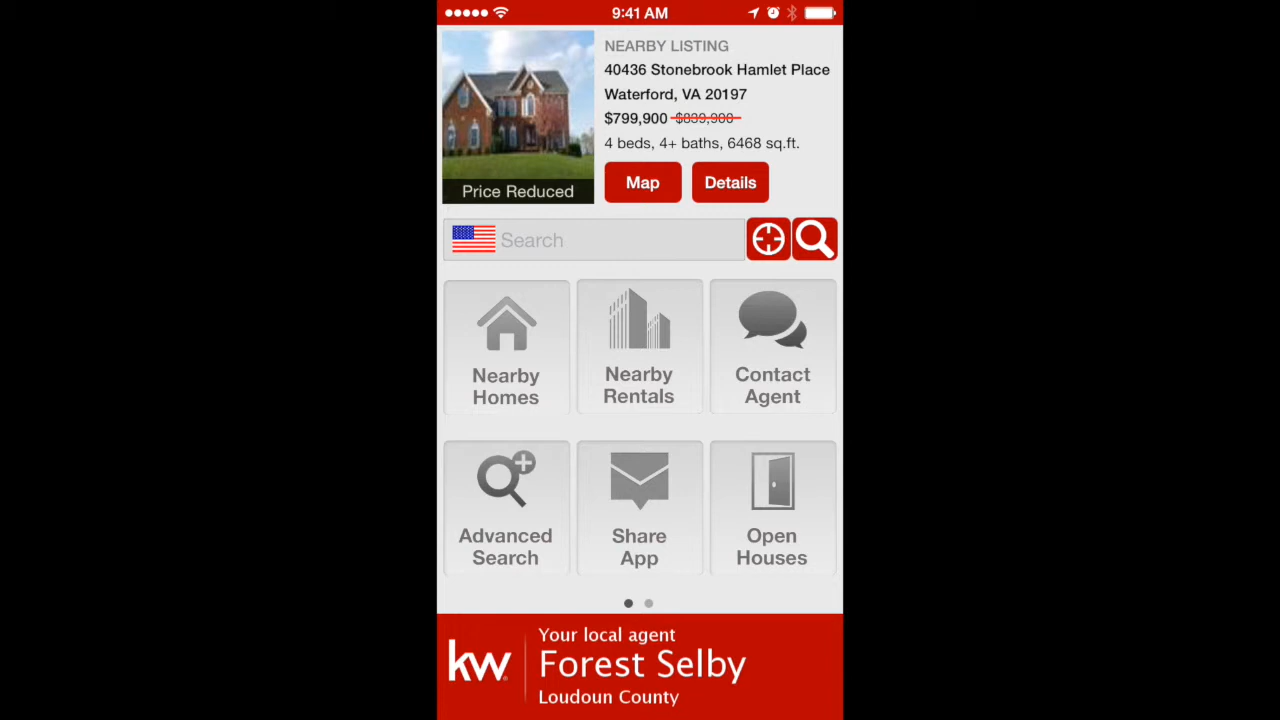 9:41 AM
NEARBY LISTING
40436 Stonebrook Hamlet Place
Waterford, VA 20197
$799,900 $839,900
4 beds, 4+ baths, 6468 sq.ft.
Map Details
Price Reduced
Search
Nearby Homes
Nearby Rentals
Contact Agent
Advanced Search
Share App
Open Houses
kw
Your local agent
Forest Selby
Loudoun County